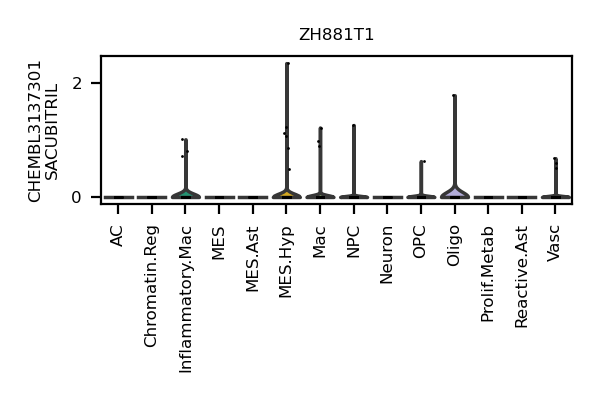 ZH881T1
CHEMBL3137301
SACUBITRIL
2
0
AC
Chromatin.Reg
Inflammatory.Mac
MES
MES.Ast
MES.Hyp
Mac
NPC
Neuron
OPC
Oligo
Prolif.Metab
Reactive.Ast
Vasc